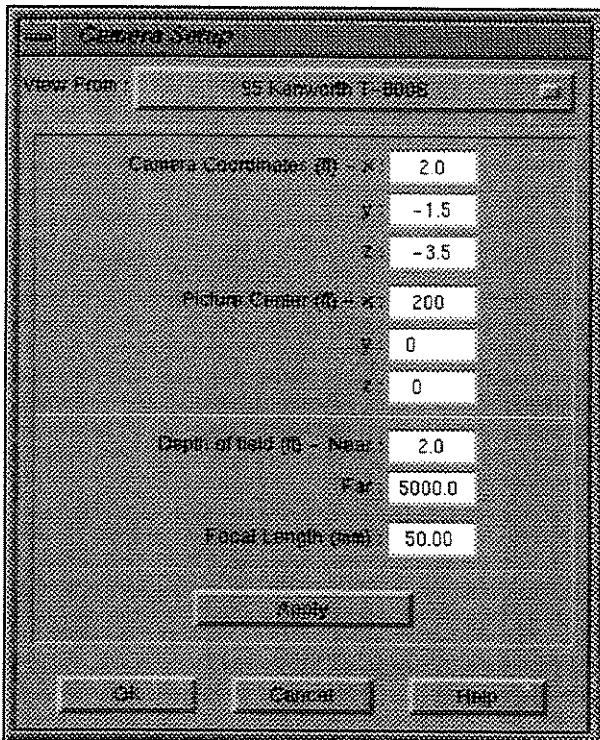 Camera Setup
View From : 95 Kenworth T-800B
Camera Coordinates (ft) - x : 2.0
y : -1.5
z : -3.5
Picture Center (ft) - x : 200
y : 0
z : 0
Depth of field (ft) - Near : 2.0
Far : 5000.0
Focal Length (mm) : 50.00
Apply
OK Cancel Help